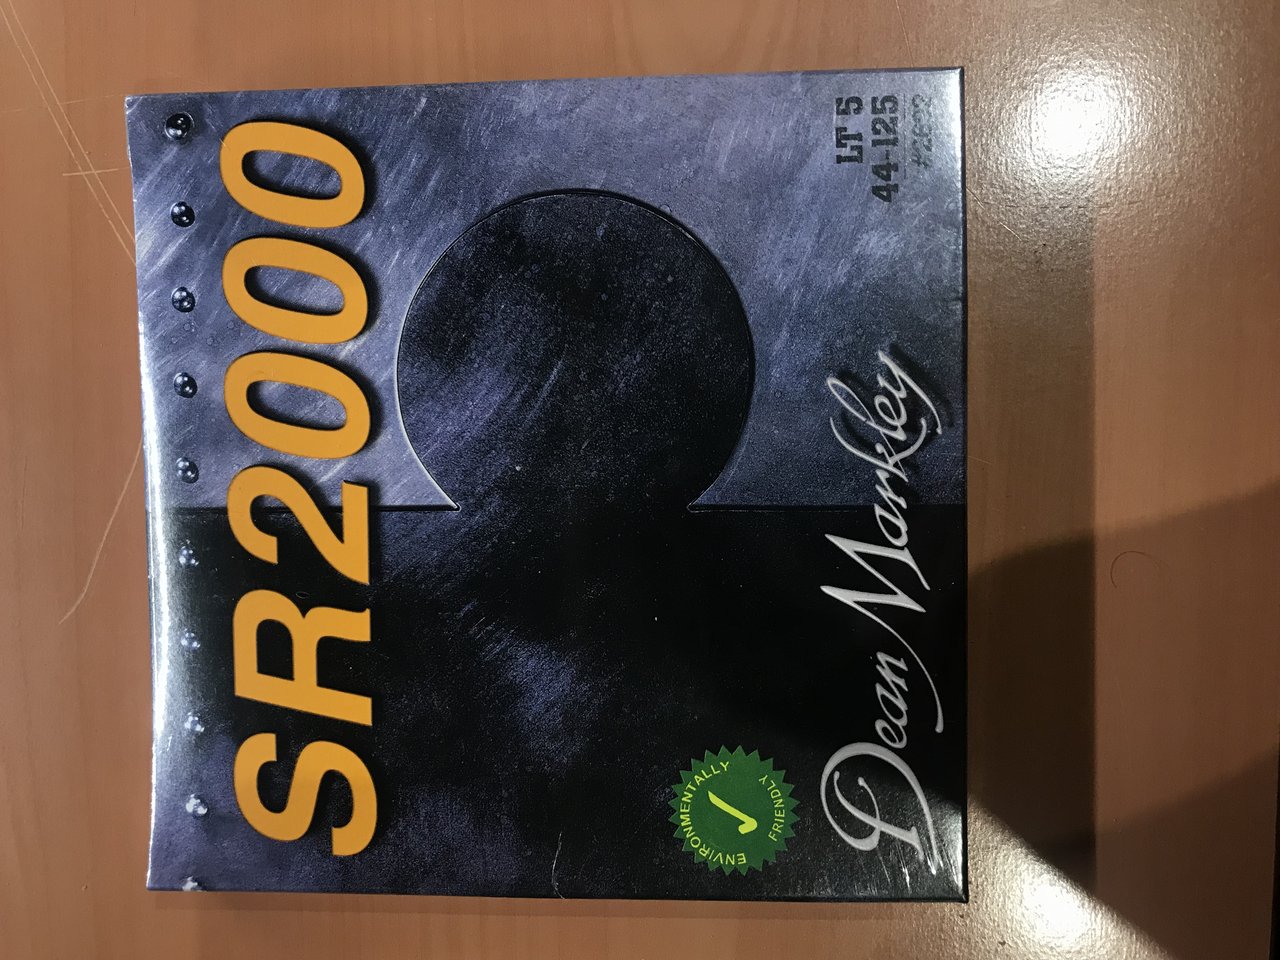 SR2000
LT 5
44-125
ENVIRONMENTALLY
FRIENDLY
Dean Markley